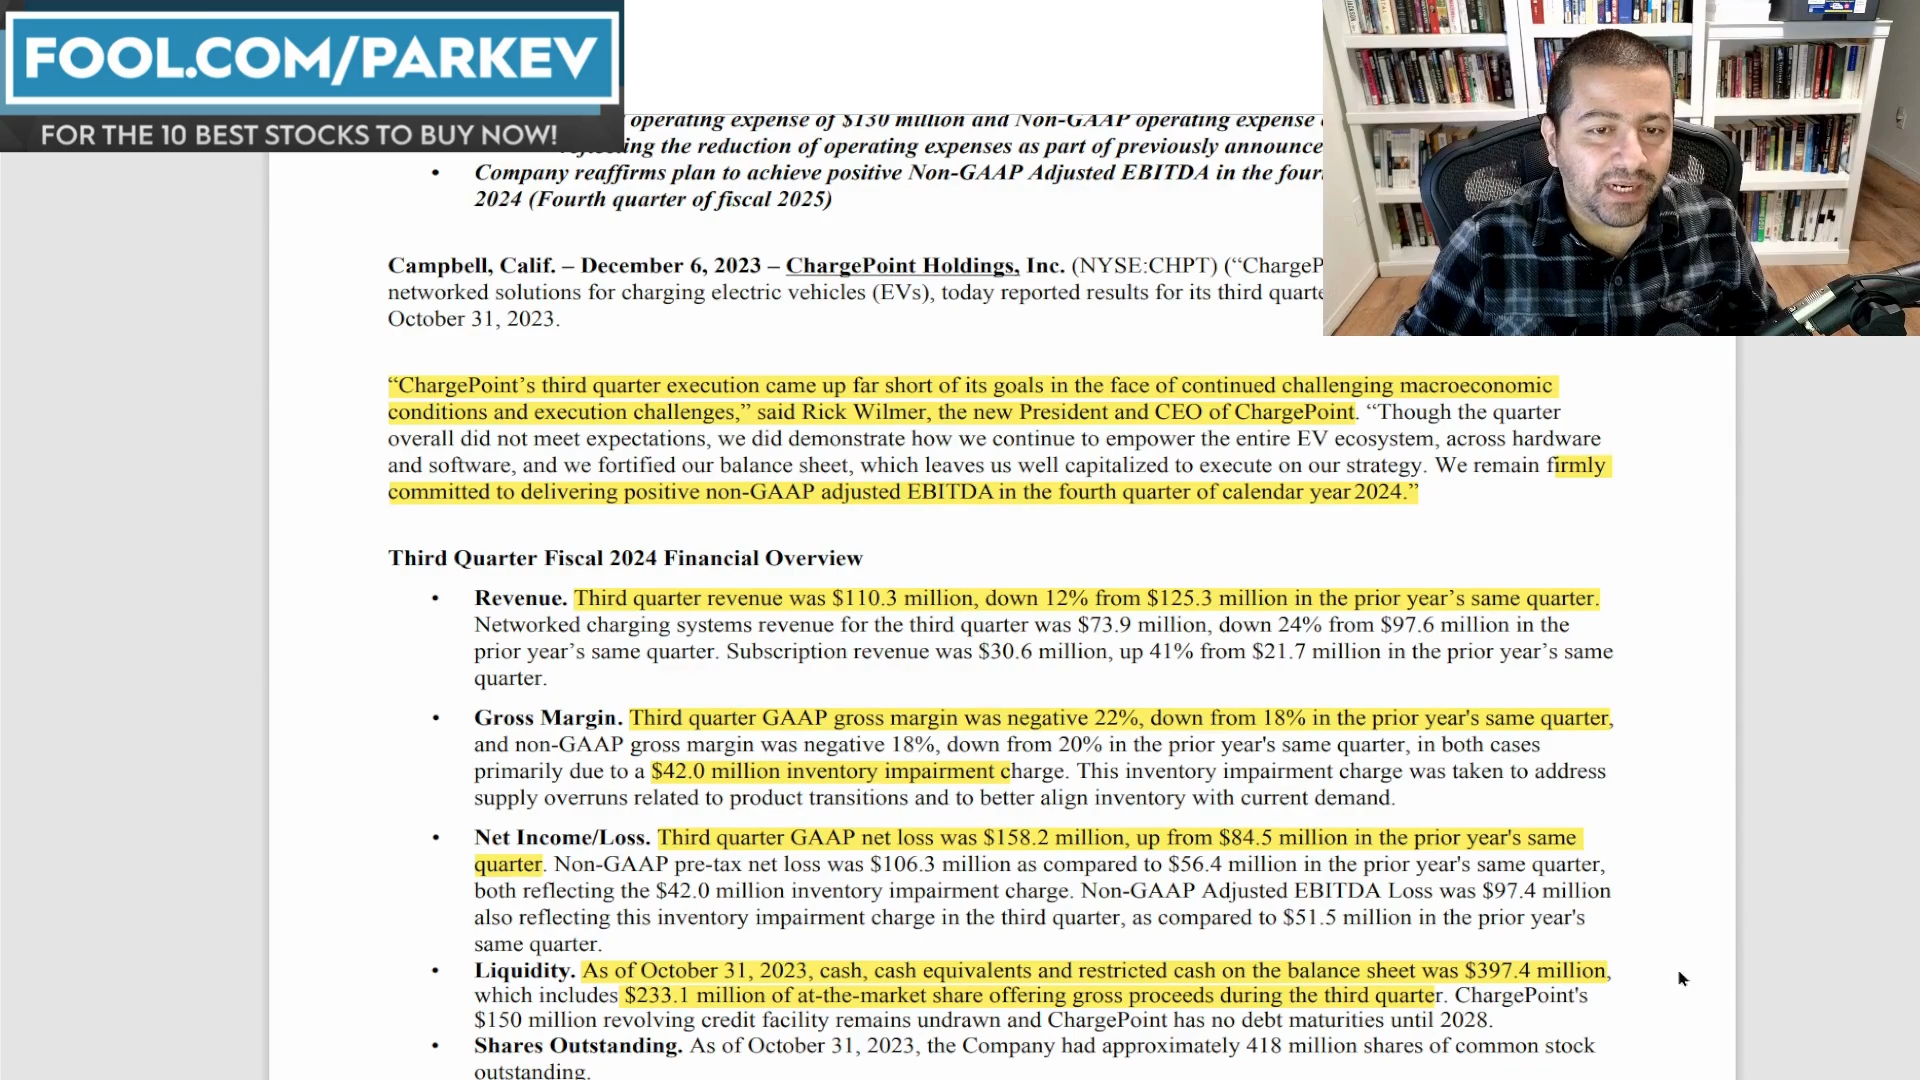 FOOL.COM/PARKEV
FOR THE 10 BEST STOCKS TO BUY NOW!
operating expense of $130 million and Non-GAAP operating expense
ing the reduction of operating expenses as part of previously announce
• Company reaffirms plan to achieve positive Non-GAAP Adjusted EBITDA in the four
2024 (Fourth quarter of fiscal 2025)
Campbell, Calif. – December 6, 2023 – ChargePoint Holdings, Inc. (NYSE:CHPT) (“ChargeP
networked solutions for charging electric vehicles (EVs), today reported results for its third quarte
October 31, 2023.
“ChargePoint’s third quarter execution came up far short of its goals in the face of continued challenging macroeconomic
conditions and execution challenges,” said Rick Wilmer, the new President and CEO of ChargePoint. “Though the quarter
overall did not meet expectations, we did demonstrate how we continue to empower the entire EV ecosystem, across hardware
and software, and we fortified our balance sheet, which leaves us well capitalized to execute on our strategy. We remain firmly
committed to delivering positive non-GAAP adjusted EBITDA in the fourth quarter of calendar year 2024.”
Third Quarter Fiscal 2024 Financial Overview
• Revenue. Third quarter revenue was $110.3 million, down 12% from $125.3 million in the prior year’s same quarter.
Networked charging systems revenue for the third quarter was $73.9 million, down 24% from $97.6 million in the
prior year’s same quarter. Subscription revenue was $30.6 million, up 41% from $21.7 million in the prior year’s same
quarter.
• Gross Margin. Third quarter GAAP gross margin was negative 22%, down from 18% in the prior year's same quarter,
and non-GAAP gross margin was negative 18%, down from 20% in the prior year's same quarter, in both cases
primarily due to a $42.0 million inventory impairment charge. This inventory impairment charge was taken to address
supply overruns related to product transitions and to better align inventory with current demand.
• Net Income/Loss. Third quarter GAAP net loss was $158.2 million, up from $84.5 million in the prior year's same
quarter. Non-GAAP pre-tax net loss was $106.3 million as compared to $56.4 million in the prior year's same quarter,
both reflecting the $42.0 million inventory impairment charge. Non-GAAP Adjusted EBITDA Loss was $97.4 million
also reflecting this inventory impairment charge in the third quarter, as compared to $51.5 million in the prior year's
same quarter.
• Liquidity. As of October 31, 2023, cash, cash equivalents and restricted cash on the balance sheet was $397.4 million,
which includes $233.1 million of at-the-market share offering gross proceeds during the third quarter. ChargePoint's
$150 million revolving credit facility remains undrawn and ChargePoint has no debt maturities until 2028.
• Shares Outstanding. As of October 31, 2023, the Company had approximately 418 million shares of common stock
outstanding.